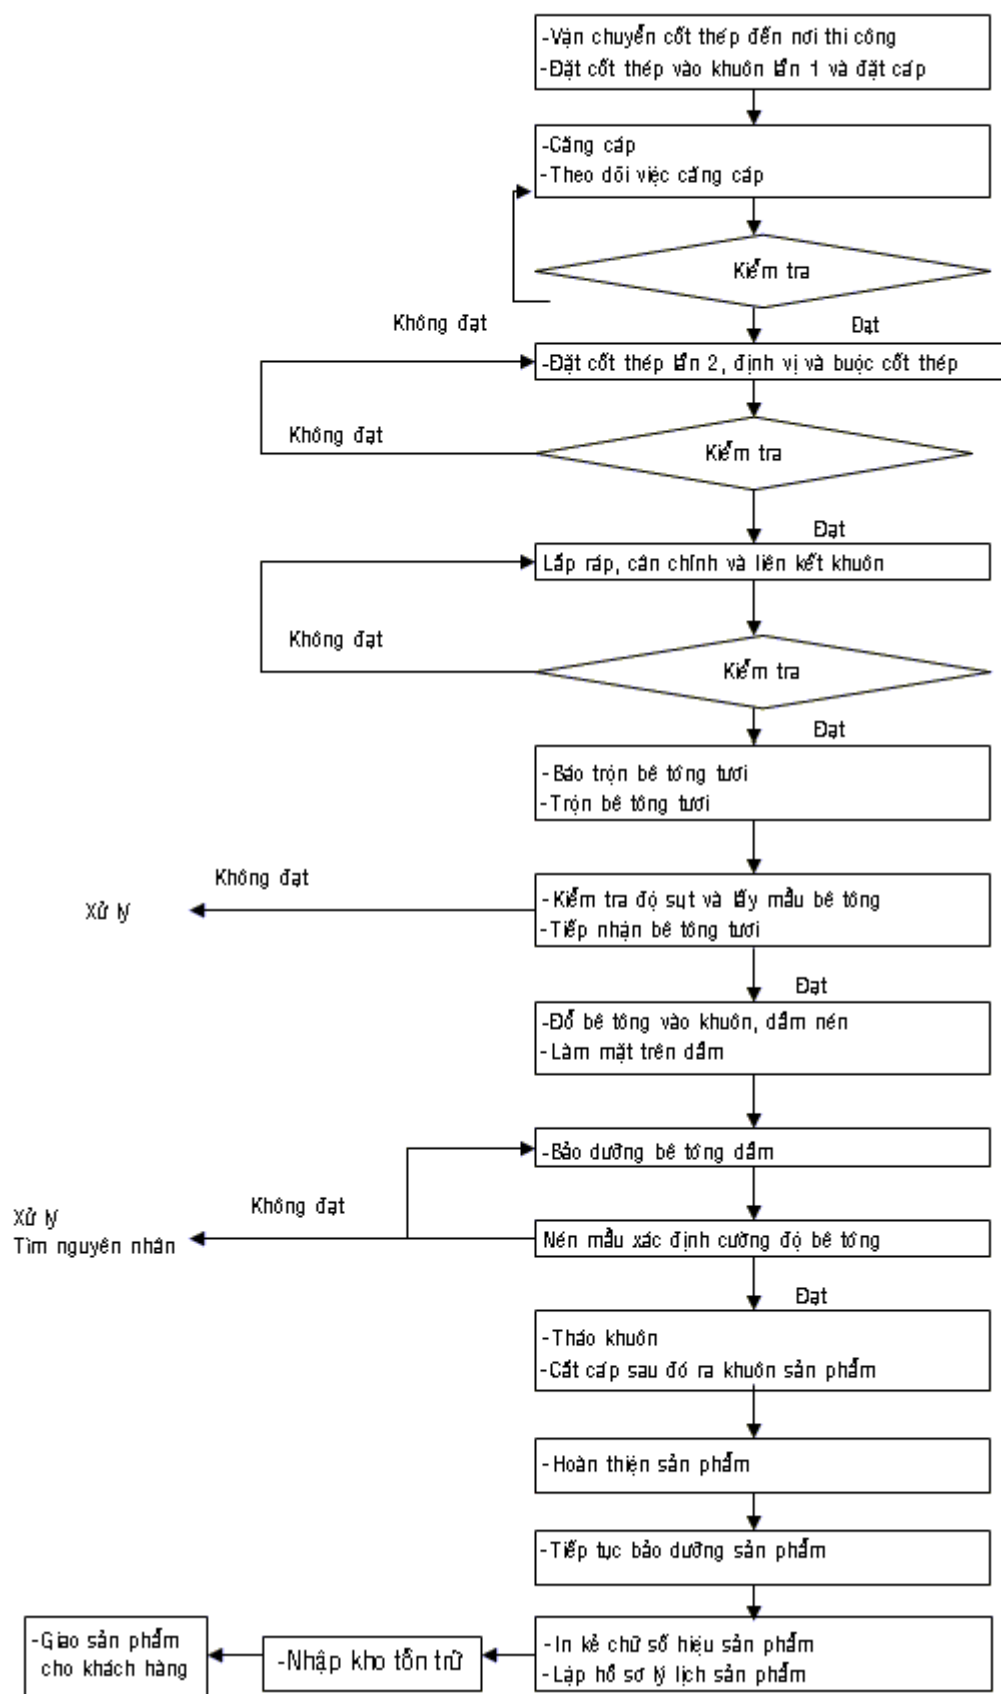 -Vận chuyển cốt thép đến nơi thi công
-Đặt cốt thép vào khuôn lần 1 và đặt cáp
-Căng cáp
-Theo dõi việc căng cáp
Kiểm tra
Không đạt
Đạt
-Đặt cốt thép lần 2, định vị và buộc cốt thép
Không đạt
Kiểm tra
Đạt
Lắp ráp, cân chỉnh và liên kết khuôn
Không đạt
Kiểm tra
Đạt
-Báo trộn bê tông tươi
-Trộn bê tông tươi
Không đạt
Xử lý
-Kiểm tra độ sụt và lấy mẫu bê tông
-Tiếp nhận bê tông tươi
Đạt
-Đổ bê tông vào khuôn, đầm nén
-Làm mặt trên dầm
-Bảo dưỡng bê tông dầm
Không đạt
Xử lý
Tìm nguyên nhân
Nén mẫu xác định cường độ bê tông
Đạt
-Tháo khuôn
-Cắt cáp sau đó ra khuôn sản phẩm
-Hoàn thiện sản phẩm
-Tiếp tục bảo dưỡng sản phẩm
-In kẻ chữ số hiệu sản phẩm
-Lập hồ sơ lý lịch sản phẩm
-Nhập kho tồn trữ
-Giao sản phẩm
cho khách hàng